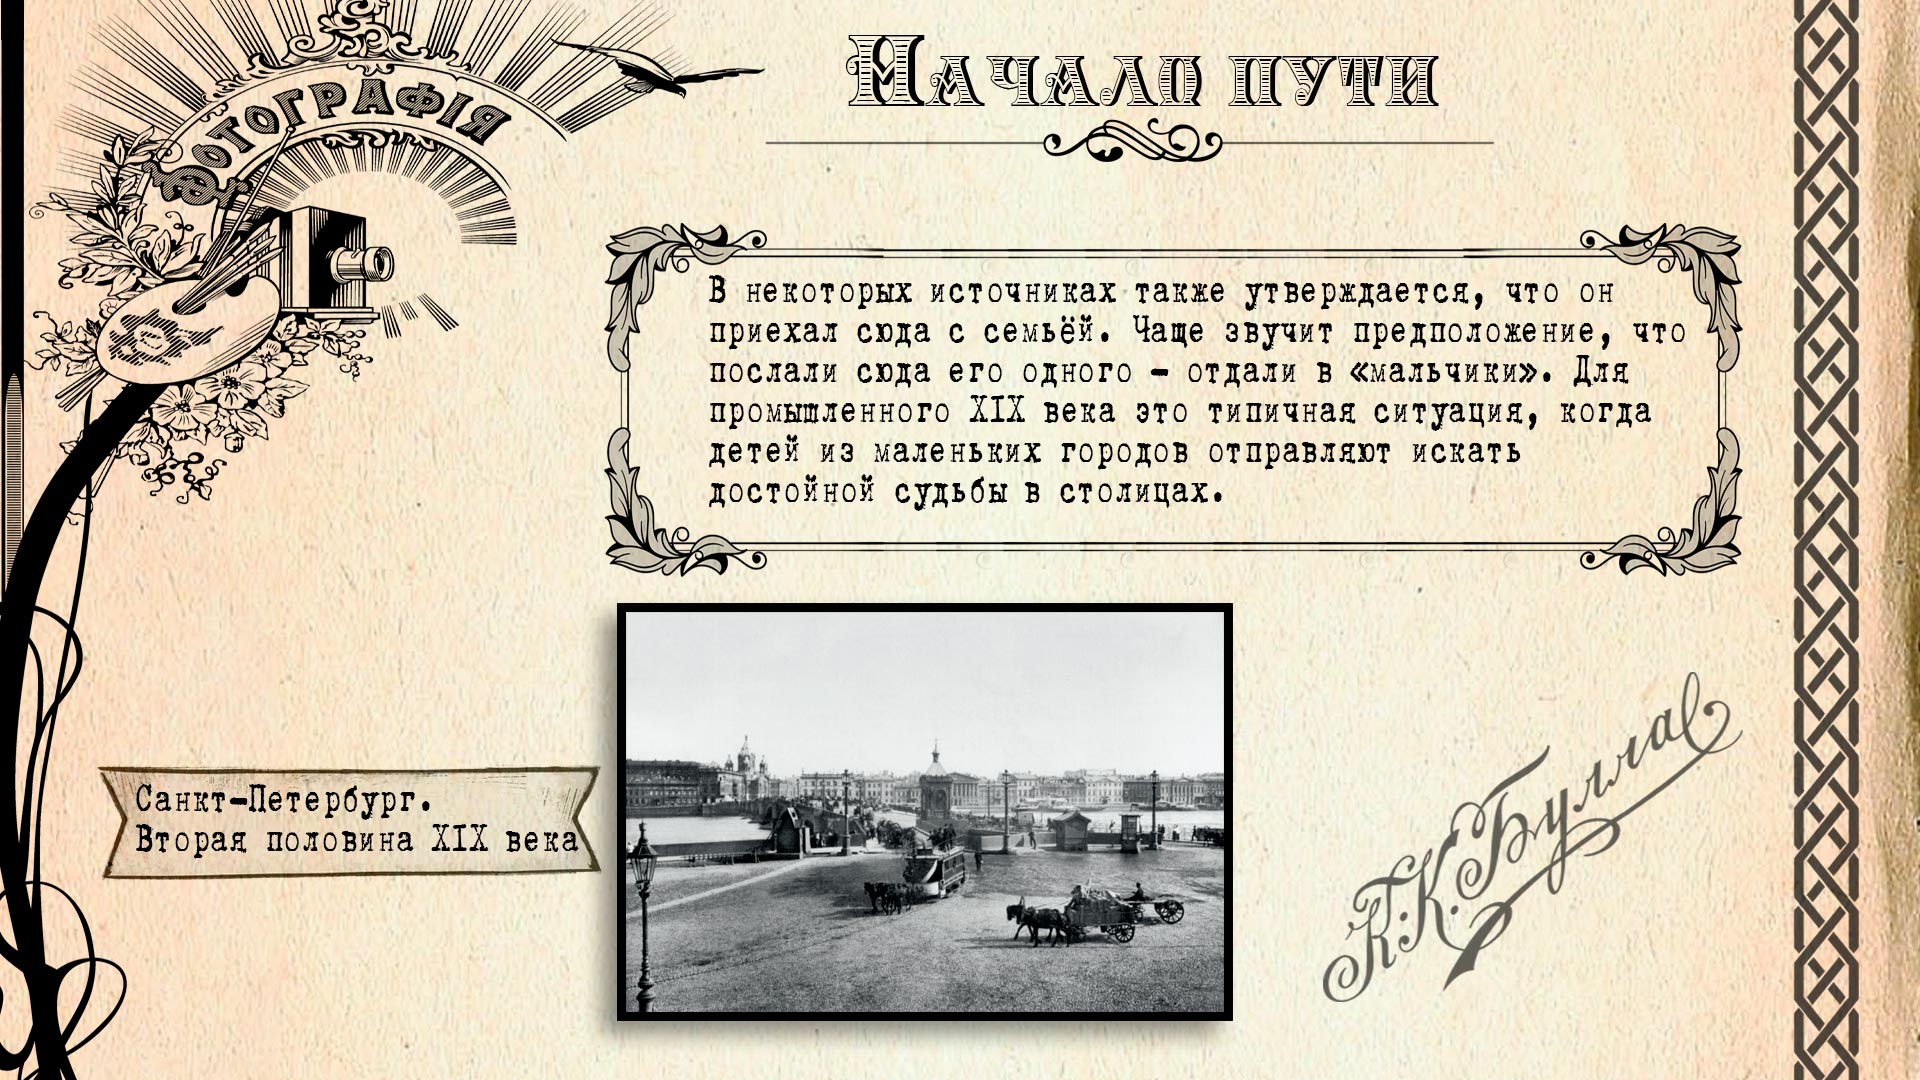 ФОТОГРАФІЯ
Начало пути
В некоторых источниках также утверждается, что он
приехал сюда с семьёй. Чаще звучит предположение, что
послали сюда его одного – отдали в «мальчики». Для
промышленного XIX века это типичная ситуация, когда
детей из маленьких городов отправляют искать
достойной судьбы в столицах.
Санкт-Петербург.
Вторая половина XIX века
К.К.Булла